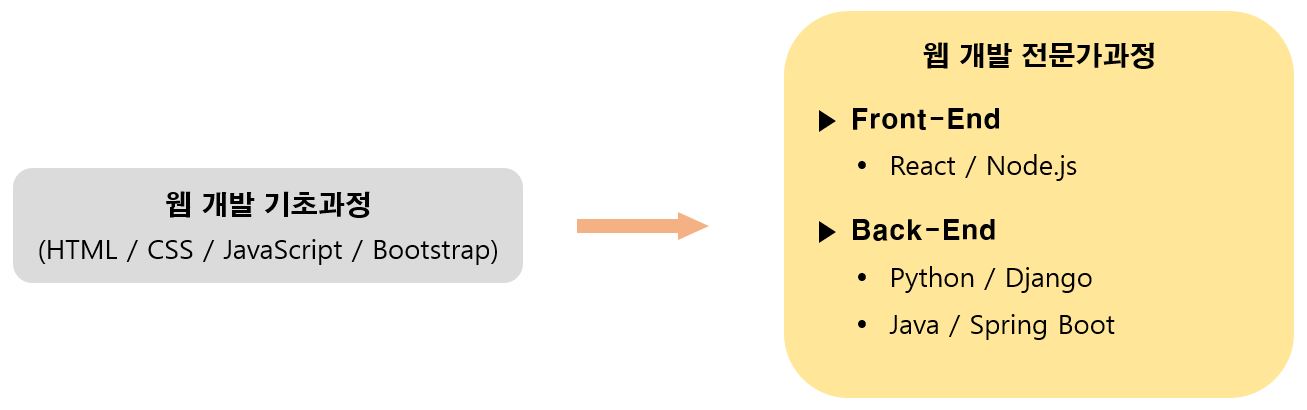 웹 개발 기초과정
(HTML / CSS / JavaScript / Bootstrap)
웹 개발 전문가과정
▶ Front-End
• React / Node.js
▶ Back-End
• Python / Django
• Java / Spring Boot